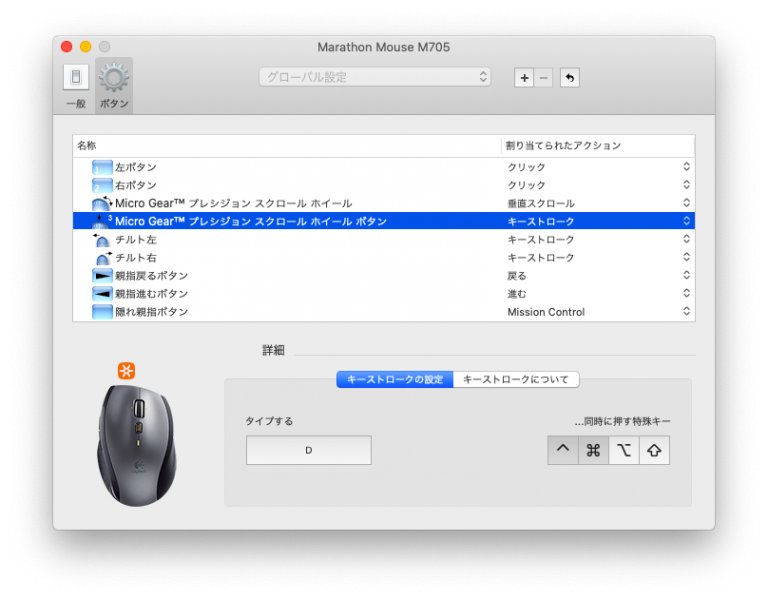 Marathon Mouse M705
グローバル設定
+ −
一般 ボタン
名称 割り当てられたアクション
左ボタン クリック
右ボタン クリック
Micro Gear™ プレシジョン スクロール ホイール 垂直スクロール
3 Micro Gear™ プレシジョン スクロール ホイール ボタン キーストローク
チルト左 キーストローク
チルト右 キーストローク
親指戻るボタン 戻る
親指進むボタン 進む
隠れ親指ボタン Mission Control
詳細
キーストロークの設定 キーストロークについて
タイプする ...同時に押す特殊キー
D ^ ⌘ ⌥ ⇧